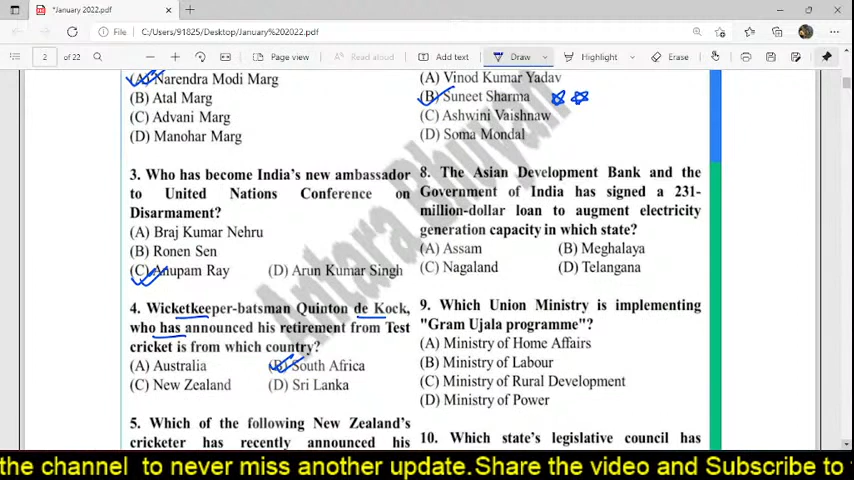 *January 2022.pdf
File
C:/Users/91825/Desktop/January%202022.pdf
2
of 22
Page view
Read aloud
Add text
Draw
Highlight
Erase
(A) Narendra Modi Marg
(B) Atal Marg
(C) Advani Marg
(D) Manohar Marg
3. Who has become India's new ambassador
to United Nations Conference on
Disarmament?
(A) Braj Kumar Nehru
(B) Ronen Sen
(C) Anupam Ray (D) Arun Kumar Singh
4. Wicketkeeper-batsman Quinton de Kock,
who has announced his retirement from Test
cricket is from which country?
(A) Australia (B) South Africa
(C) New Zealand (D) Sri Lanka
5. Which of the following New Zealand's
cricketer has recently announced his
(A) Vinod Kumar Yadav
(B) Suneet Sharma
(C) Ashwini Vaishnaw
(D) Soma Mondal
8. The Asian Development Bank and the
Government of India has signed a 231-
million-dollar loan to augment electricity
generation capacity in which state?
(A) Assam (B) Meghalaya
(C) Nagaland (D) Telangana
9. Which Union Ministry is implementing
"Gram Ujala programme"?
(A) Ministry of Home Affairs
(B) Ministry of Labour
(C) Ministry of Rural Development
(D) Ministry of Power
10. Which state's legislative council has
Antara Bhuyan
the channel to never miss another update.Share the video and Subscribe to